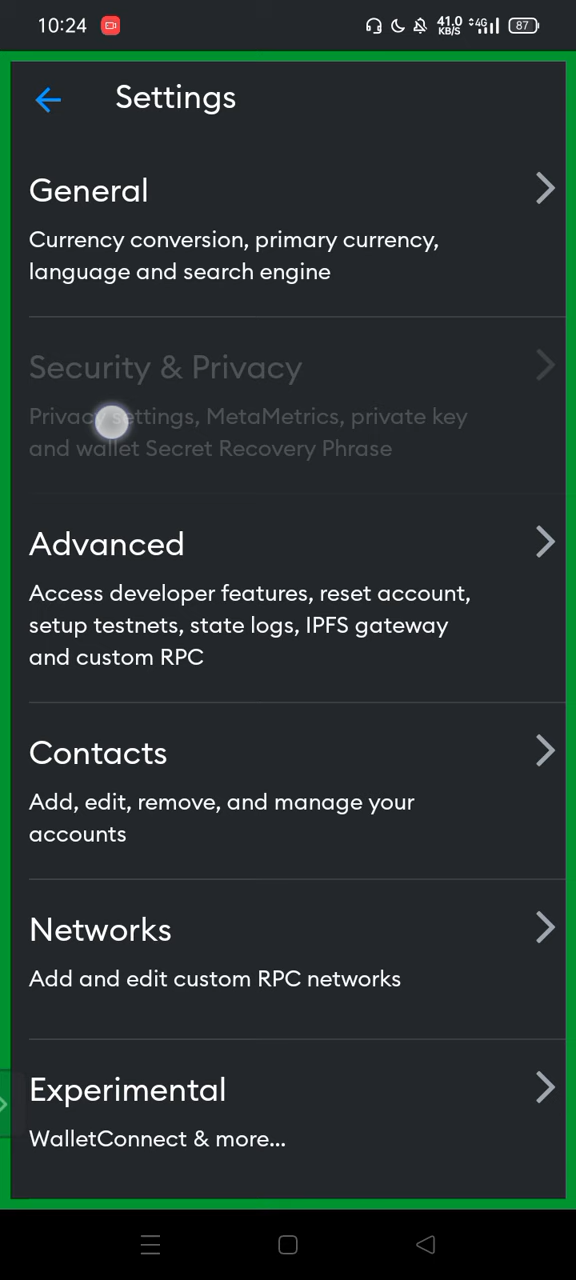 10:24
41.0
KB/S
4G
87
Settings
General
Currency conversion, primary currency,
language and search engine
Security & Privacy
Privacy settings, MetaMetrics, private key
and wallet Secret Recovery Phrase
Advanced
Access developer features, reset account,
setup testnets, state logs, IPFS gateway
and custom RPC
Contacts
Add, edit, remove, and manage your
accounts
Networks
Add and edit custom RPC networks
Experimental
WalletConnect & more...